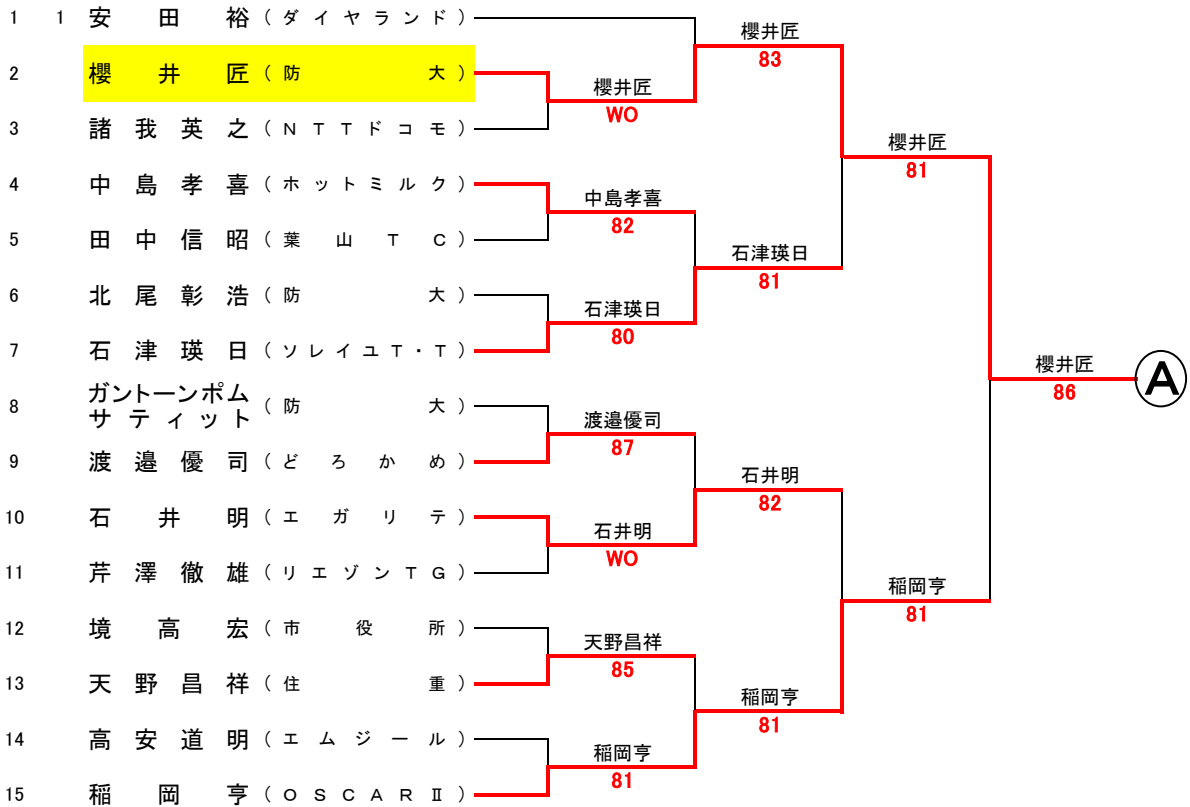 1 1 安田裕（ダイヤランド）
2 櫻井匠（防大）
3 諸我英之（NTTドコモ）
4 中島孝喜（ホットミルク）
5 田中信昭（葉山TC）
6 北尾彰浩（防大）
7 石津瑛日（ソレイユT・T）
8 ガントーンポムサティット（防大）
9 渡邉優司（どろかめ）
10 石井明（エガリテ）
11 芹澤徹雄（リエゾンTG）
12 境高宏（市役所）
13 天野昌祥（住重）
14 高安道明（エムジール）
15 稲岡亨（OSCARⅡ）
櫻井匠
WO
中島孝喜
82
石津瑛日
80
渡邉優司
87
石井明
WO
天野昌祥
85
稲岡亨
81
櫻井匠
83
石津瑛日
81
石井明
82
稲岡亨
81
櫻井匠
81
稲岡亨
81
櫻井匠
86
A